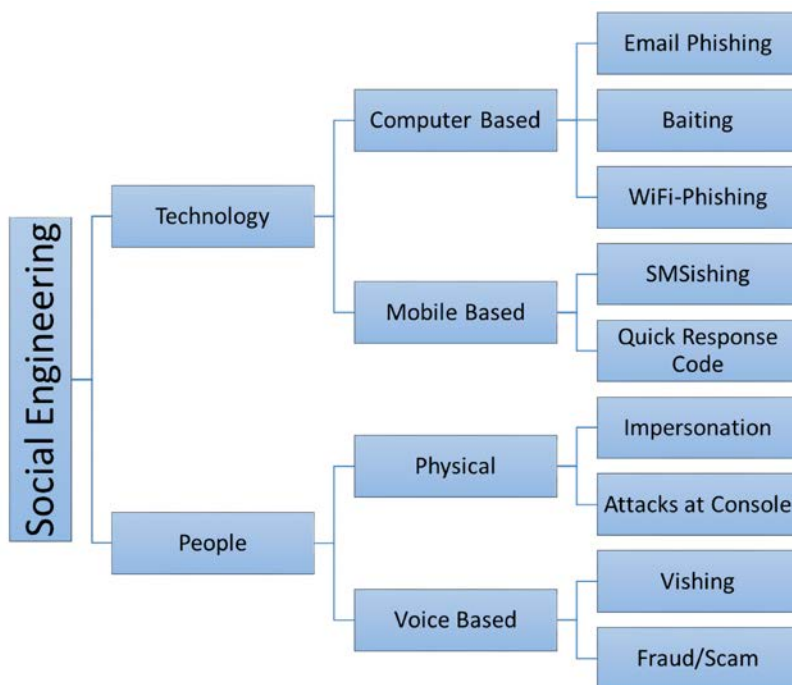 Social Engineering
Technology
People
Computer Based
Mobile Based
Physical
Voice Based
Email Phishing
Baiting
WiFi-Phishing
SMSishing
Quick Response
Code
Impersonation
Attacks at Console
Vishing
Fraud/Scam